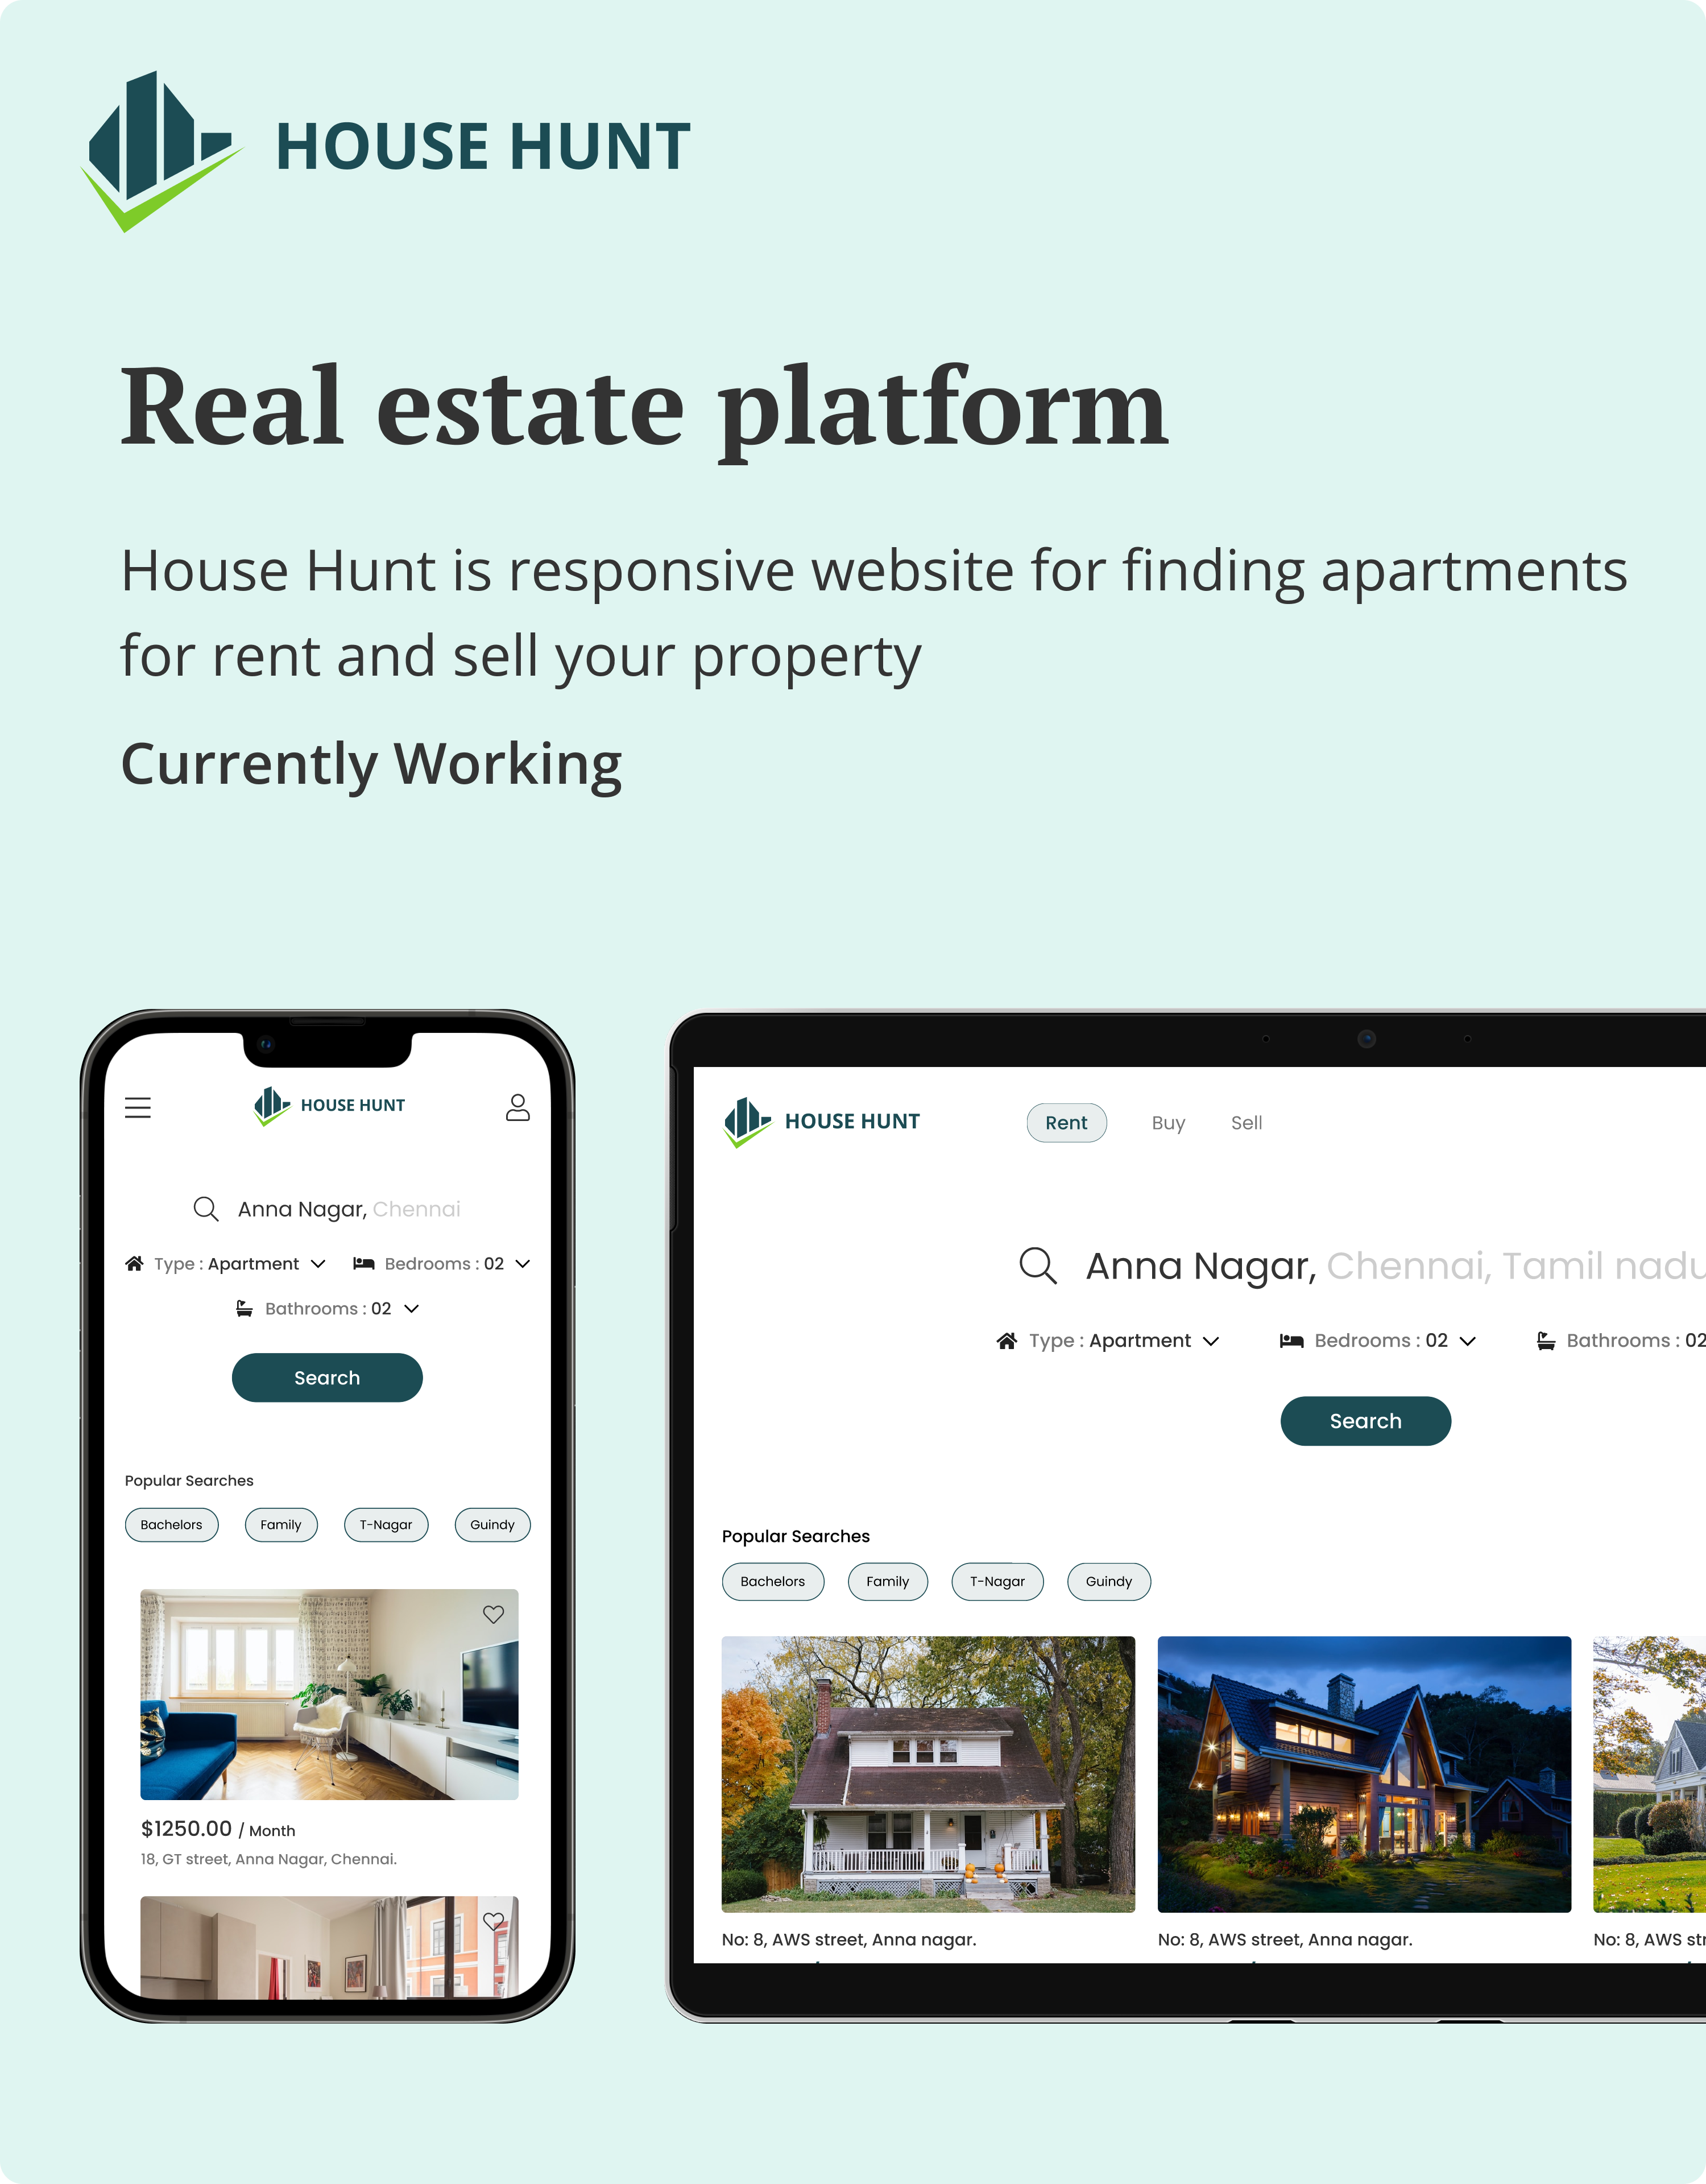 HOUSE HUNT
Real estate platform
House Hunt is responsive website for finding apartments
for rent and sell your property
Currently Working
HOUSE HUNT
Anna Nagar, Chennai
Type : Apartment Bedrooms : 02
Bathrooms : 02
Search
Popular Searches
Bachelors Family T-Nagar Guindy
$1250.00 / Month
18, GT street, Anna Nagar, Chennai.
HOUSE HUNT Rent Buy Sell
Anna Nagar, Chennai, Tamil nadu
Type : Apartment Bedrooms : 02 Bathrooms : 02
Search
Popular Searches
Bachelors Family T-Nagar Guindy
No: 8, AWS street, Anna nagar. No: 8, AWS street, Anna nagar. No: 8, AWS